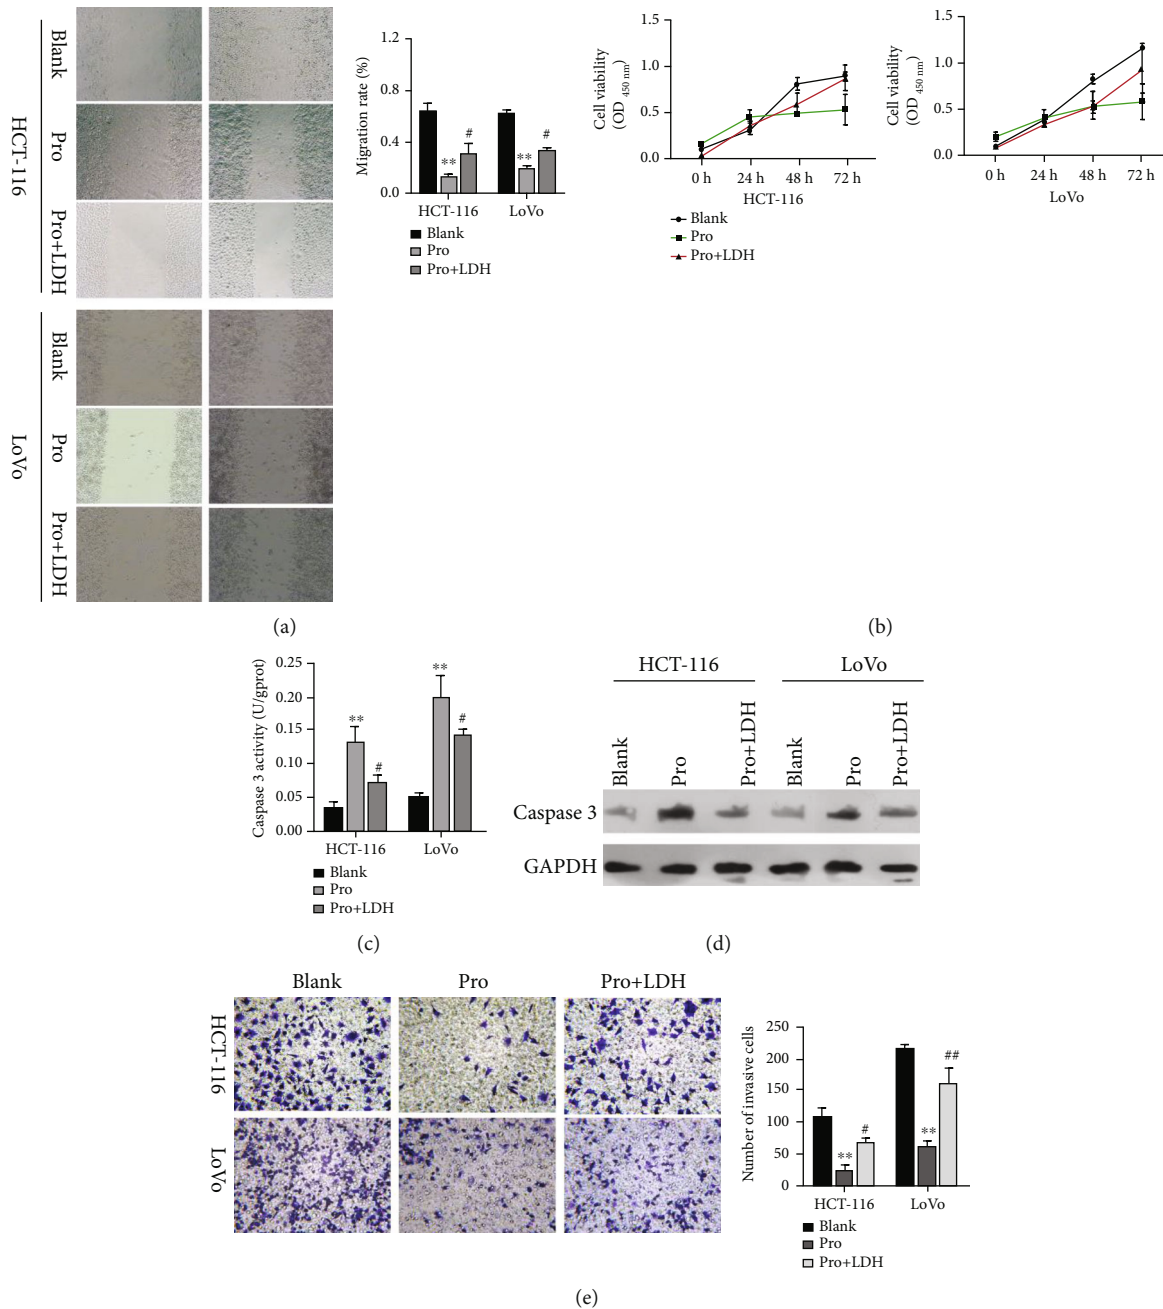 HCT-116
Blank
Pro
Pro+LDH
LoVo
Blank
Pro
Pro+LDH
Migration rate (%)
1.2
0.8
0.4
0.0
**
#
**
#
HCT-116
LoVo
Blank
Pro
Pro+LDH
(a)
Cell viability
(OD 450 nm)
1.5
1.0
0.5
0.0
0 h
24 h
48 h
72 h
HCT-116
Blank
Pro
Pro+LDH
Cell viability
(OD 450 nm)
1.5
1.0
0.5
0.0
0 h
24 h
48 h
72 h
LoVo
(b)
Caspase 3 activity (U/gprot)
0.25
0.20
0.15
0.10
0.05
0.00
**
#
**
#
HCT-116
LoVo
Blank
Pro
Pro+LDH
(c)
HCT-116
LoVo
Blank
Pro
Pro+LDH
Blank
Pro
Pro+LDH
Caspase 3
GAPDH
(d)
Blank
Pro
Pro+LDH
HCT-116
LoVo
Number of invasive cells
250
200
150
100
50
0
**
#
**
##
HCT-116
LoVo
Blank
Pro
Pro+LDH
(e)